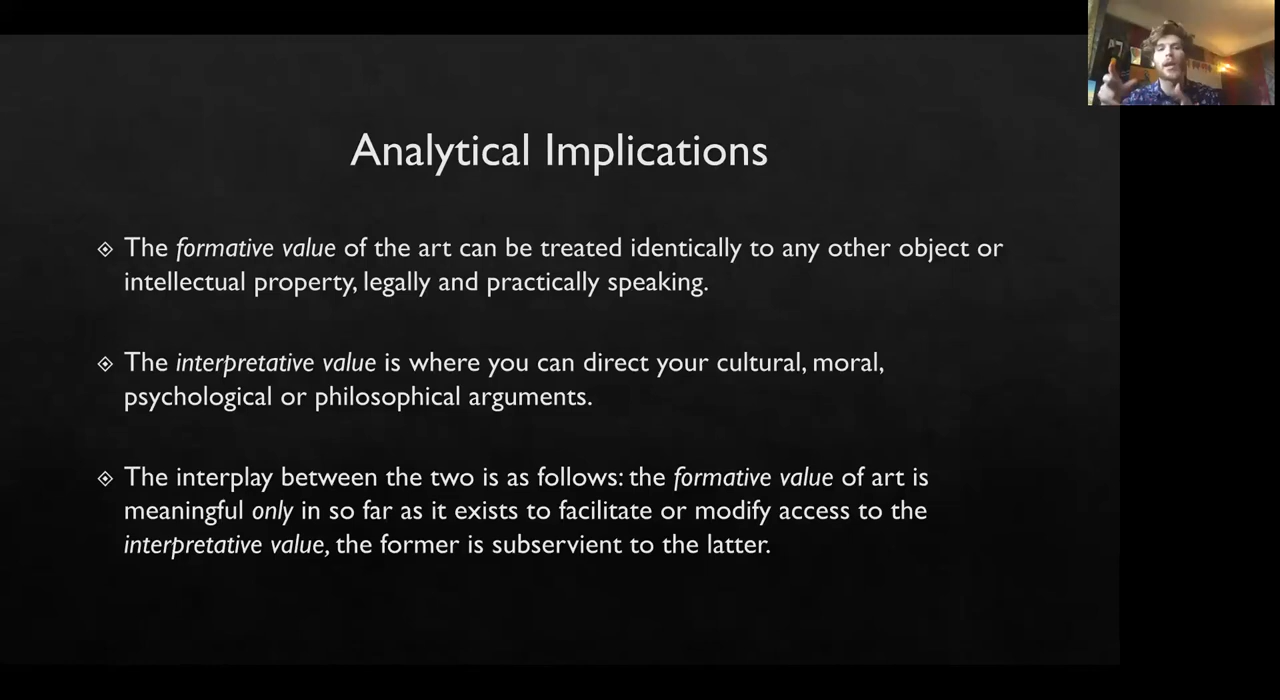 Analytical Implications
The formative value of the art can be treated identically to any other object or
intellectual property, legally and practically speaking.
The interpretative value is where you can direct your cultural, moral,
psychological or philosophical arguments.
The interplay between the two is as follows: the formative value of art is
meaningful only in so far as it exists to facilitate or modify access to the
interpretative value, the former is subservient to the latter.